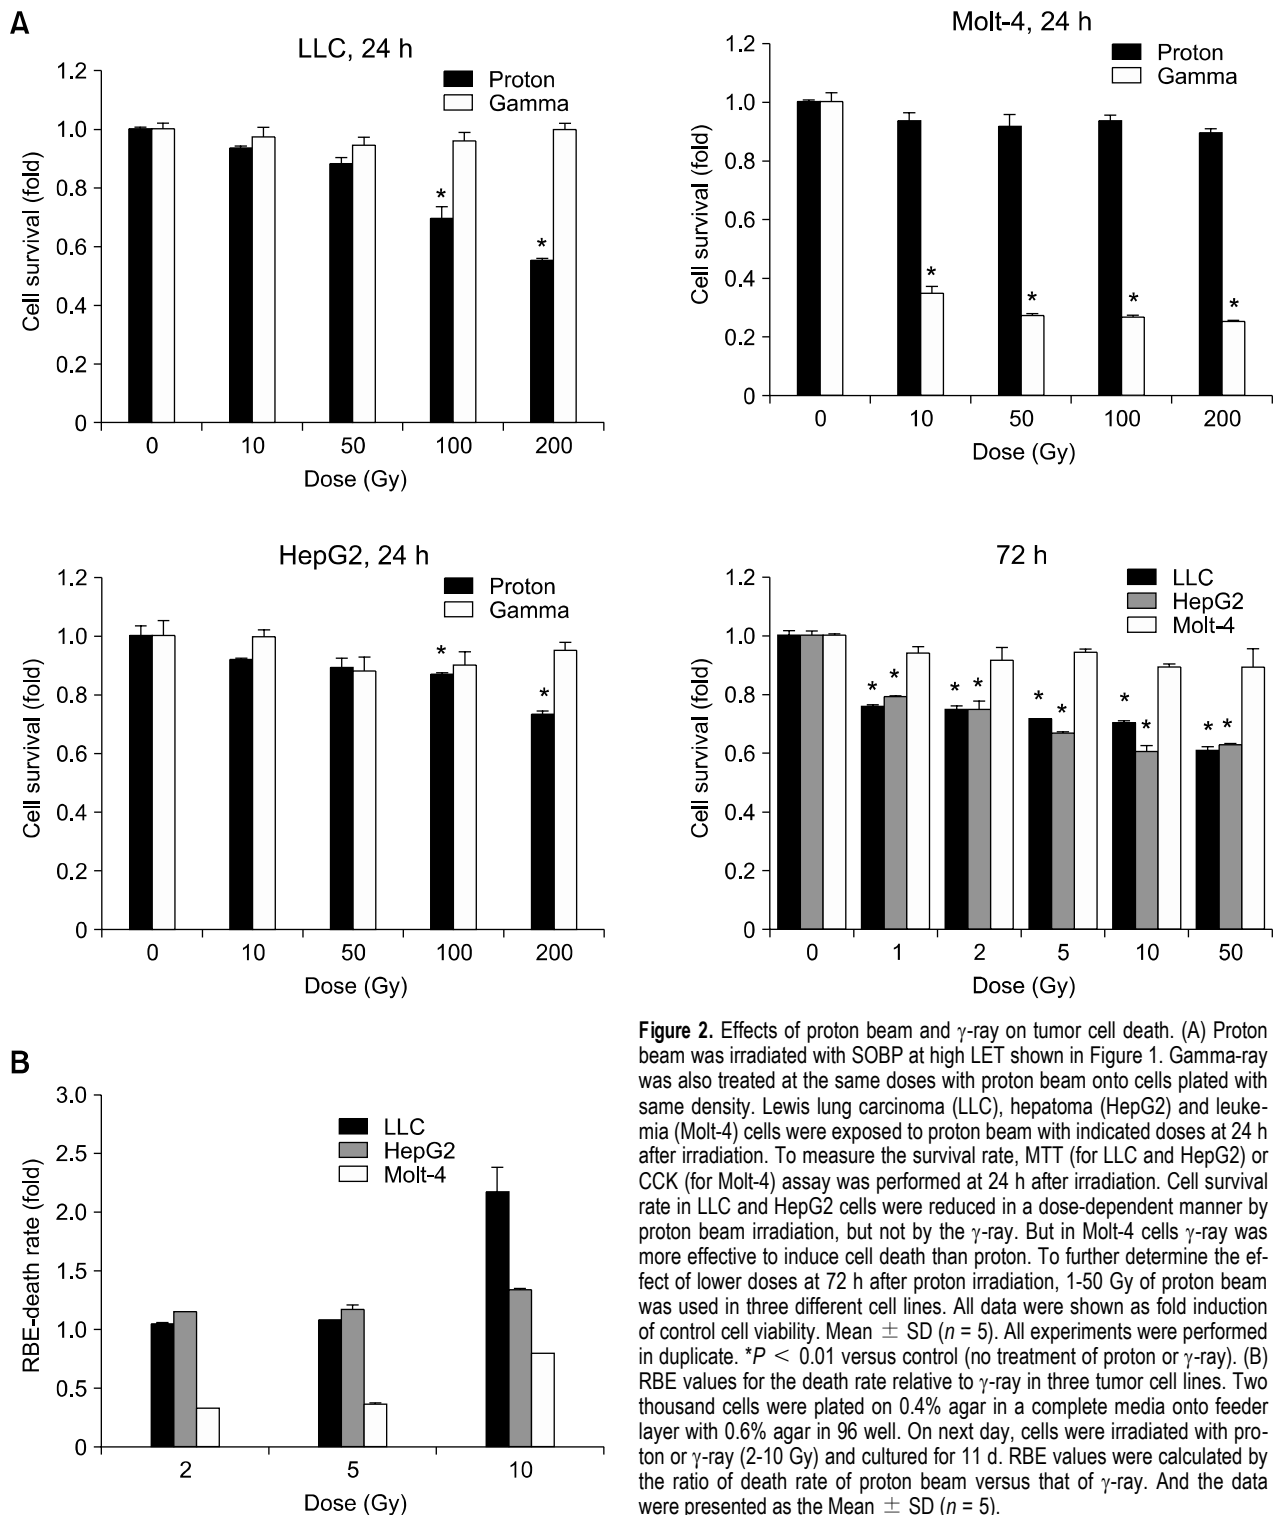 A
LLC, 24 h
Proton
Gamma
Cell survival (fold)
1.2
1.0
0.8
0.6
0.4
0.2
0
* *
0 10 50 100 200
Dose (Gy)
Molt-4, 24 h
Proton
Gamma
Cell survival (fold)
1.2
1.0
0.8
0.6
0.4
0.2
0
* * * *
0 10 50 100 200
Dose (Gy)
HepG2, 24 h
Proton
Gamma
Cell survival (fold)
1.2
1.0
0.8
0.6
0.4
0.2
0
* *
0 10 50 100 200
Dose (Gy)
72 h
LLC
HepG2
Molt-4
Cell survival (fold)
1.2
1.0
0.8
0.6
0.4
0.2
0
* * * * * * * * * *
0 1 2 5 10 50
Dose (Gy)
B
LLC
HepG2
Molt-4
RBE-death rate (fold)
3.0
2.5
2.0
1.5
1.0
0.5
0
2 5 10
Dose (Gy)
Figure 2. Effects of proton beam and γ-ray on tumor cell death. (A) Proton
beam was irradiated with SOBP at high LET shown in Figure 1. Gamma-ray
was also treated at the same doses with proton beam onto cells plated with
same density. Lewis lung carcinoma (LLC), hepatoma (HepG2) and leuke-
mia (Molt-4) cells were exposed to proton beam with indicated doses at 24 h
after irradiation. To measure the survival rate, MTT (for LLC and HepG2) or
CCK (for Molt-4) assay was performed at 24 h after irradiation. Cell survival
rate in LLC and HepG2 cells were reduced in a dose-dependent manner by
proton beam irradiation, but not by the γ-ray. But in Molt-4 cells γ-ray was
more effective to induce cell death than proton. To further determine the ef-
fect of lower doses at 72 h after proton irradiation, 1-50 Gy of proton beam
was used in three different cell lines. All data were shown as fold induction
of control cell viability. Mean ± SD (n = 5). All experiments were performed
in duplicate. *P < 0.01 versus control (no treatment of proton or γ-ray). (B)
RBE values for the death rate relative to γ-ray in three tumor cell lines. Two
thousand cells were plated on 0.4% agar in a complete media onto feeder
layer with 0.6% agar in 96 well. On next day, cells were irradiated with pro-
ton or γ-ray (2-10 Gy) and cultured for 11 d. RBE values were calculated by
the ratio of death rate of proton beam versus that of γ-ray. And the data
were presented as the Mean ± SD (n = 5).